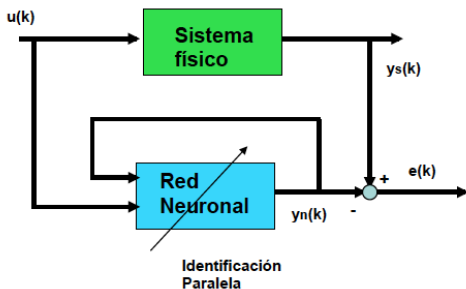 u(k)
Sistema
físico
ys(k)
Red
Neuronal
yn(k)
+
-
e(k)
Identificación
Paralela